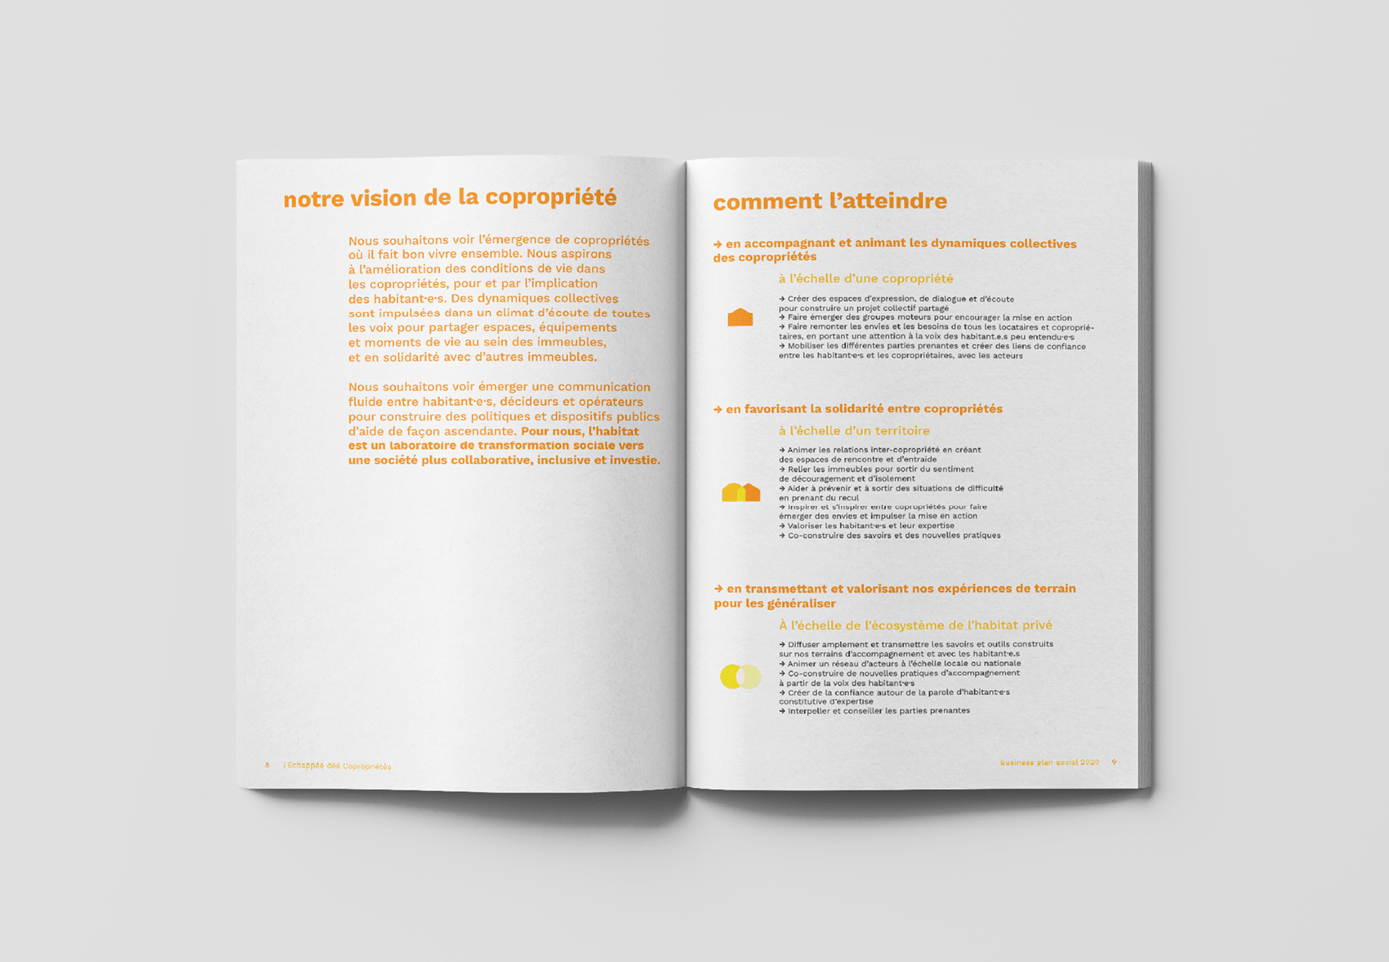 notre vision de la copropriété
Nous souhaitons voir l'émergence de copropriétés
où il fait bon vivre ensemble. Nous aspirons
à l'amélioration des conditions de vie dans
les copropriétés, pour et par l'implication
des habitant·e·s. Des dynamiques collectives
sont impulsées dans un climat d'écoute de toutes
les voix pour partager espaces, équipements
et moments de vie au sein des immeubles,
et en solidarité avec d'autres immeubles.
Nous souhaitons voir émerger une communication
fluide entre habitant·e·s, décideurs et opérateurs
pour construire des politiques et dispositifs publics
d'aide de façon ascendante. Pour nous, l'habitat
est un laboratoire de transformation sociale vers
une société plus collaborative, inclusive et investie.
8 l'Échappée des Copropriétés
comment l'atteindre
→ en accompagnant et animant les dynamiques collectives
des copropriétés
à l'échelle d'une copropriété
→ Créer des espaces d'expression, de dialogue et d'écoute
pour construire un projet collectif partagé
→ Faire émerger des groupes moteurs pour encourager la mise en action
→ Faire remonter les envies et les besoins de tous les locataires et coproprié-
taires, en portant une attention à la voix des habitant.e.s peu entendu·e·s
→ Mobiliser les différentes parties prenantes et créer des liens de confiance
entre les habitant·e·s et les copropriétaires, avec les acteurs
→ en favorisant la solidarité entre copropriétés
à l'échelle d'un territoire
→ Animer les relations inter-copropriété en créant
des espaces de rencontre et d'entraide
→ Relier les immeubles pour sortir du sentiment
de découragement et d'isolement
→ Aider à prévenir et à sortir des situations de difficulté
en prenant du recul
→ Inspirer et s'inspirer entre copropriétés pour faire
émerger des envies et impulser la mise en action
→ Valoriser les habitant·e·s et leur expertise
→ Co-construire des savoirs et des nouvelles pratiques
→ en transmettant et valorisant nos expériences de terrain
pour les généraliser
À l'échelle de l'écosystème de l'habitat privé
→ Diffuser amplement et transmettre les savoirs et outils construits
sur nos terrains d'accompagnement et avec les habitant·e.s
→ Animer un réseau d'acteurs à l'échelle locale ou nationale
→ Co-construire de nouvelles pratiques d'accompagnement
à partir de la voix des habitant·e·s
→ Créer de la confiance autour de la parole d'habitant·e·s
constitutive d'expertise
→ Interpeller et conseiller les parties prenantes
business plan social 2020 9